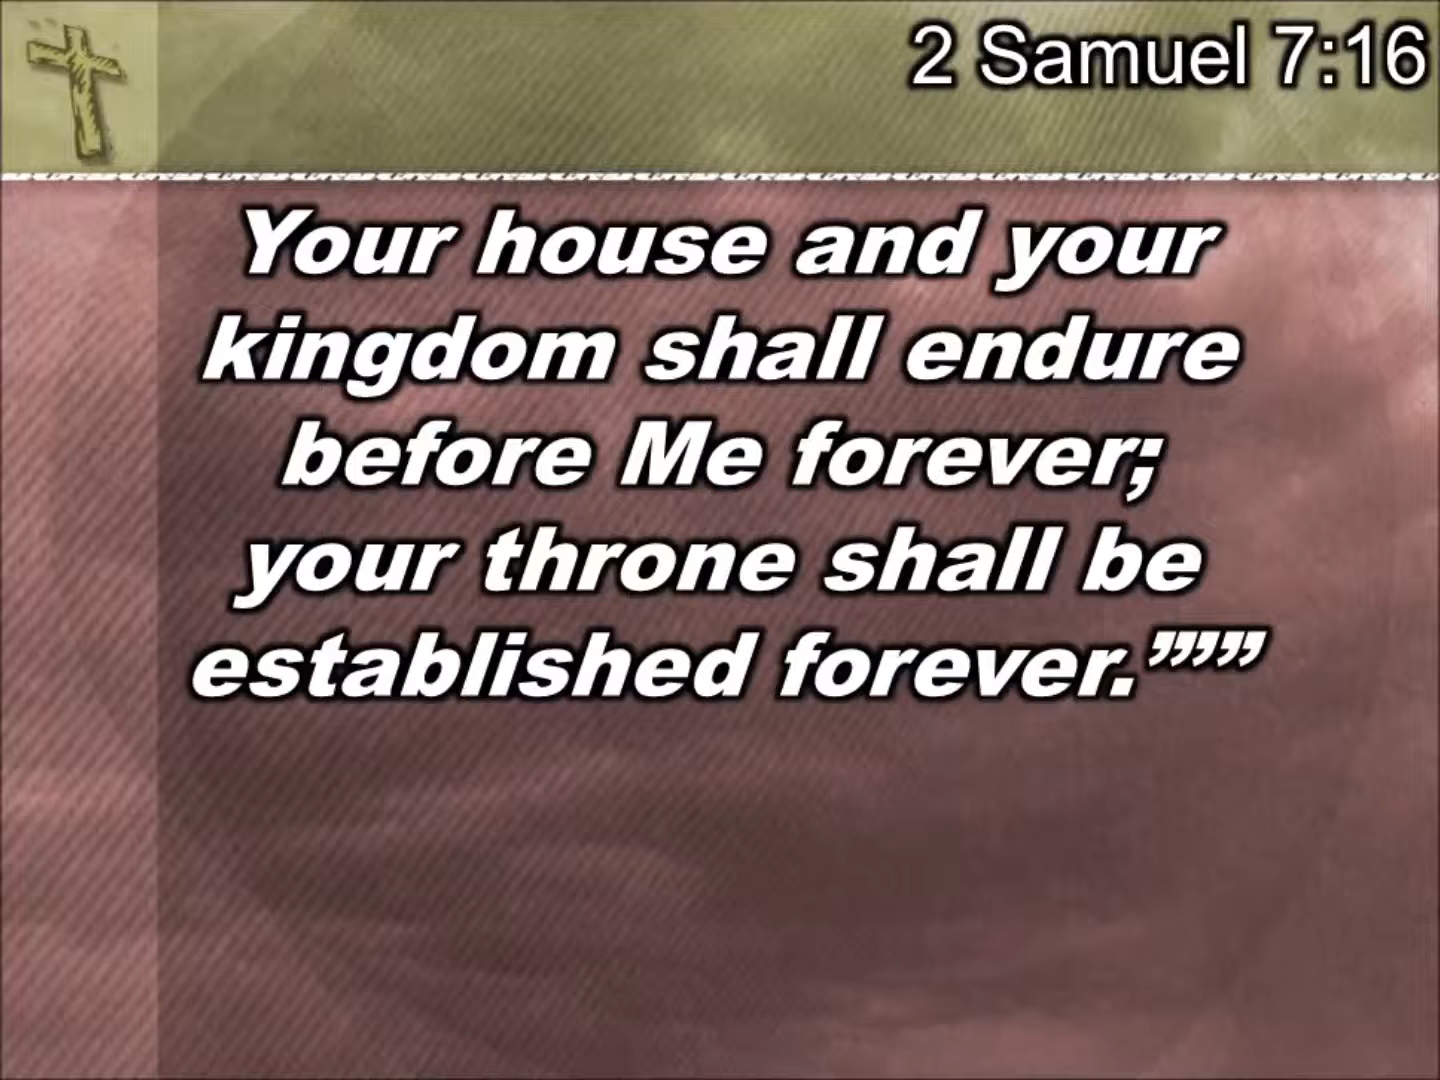 2 Samuel 7:16
Your house and your
kingdom shall endure
before Me forever;
your throne shall be
established forever.”’”